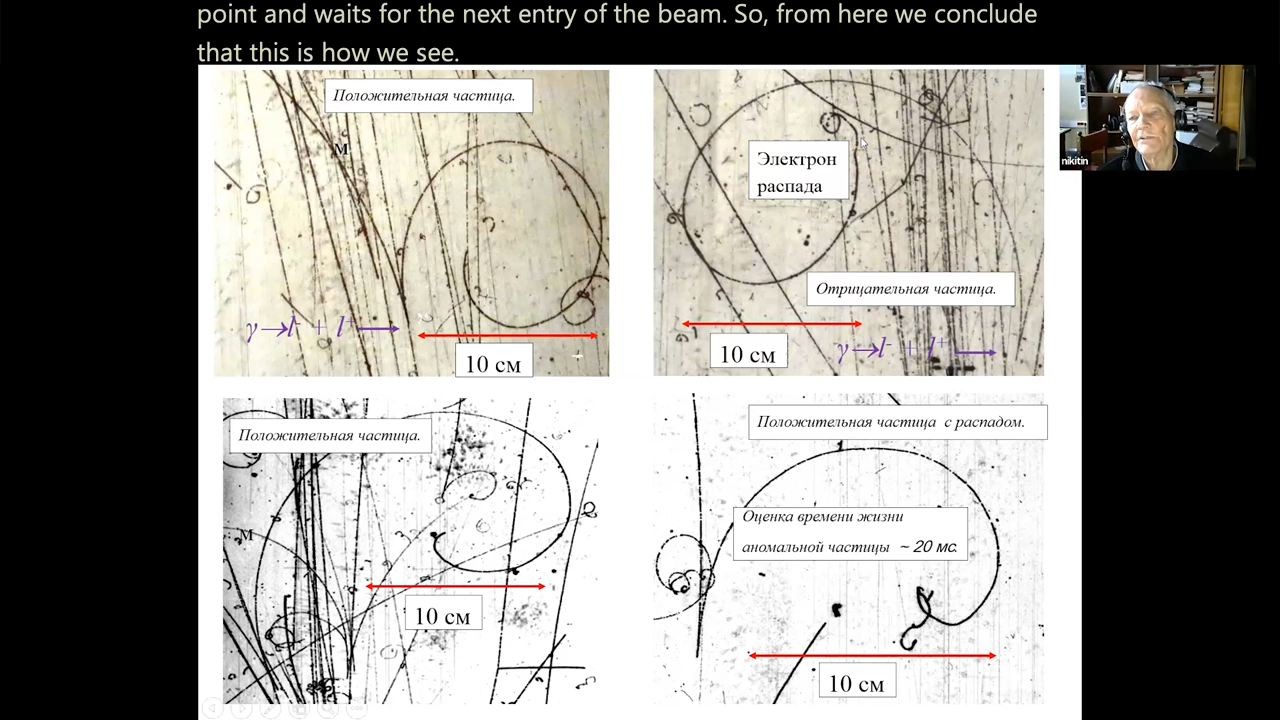 point and waits for the next entry of the beam. So, from here we conclude
that this is how we see.
Положительная частица.
м
γ→l⁻ + l⁺
10 см
Электрон
распада
Отрицательная частица.
10 см
γ→l⁻ + l⁺
nikitin
Положительная частица.
м
10 см
Положительная частица с распадом.
Оценка времени жизни
аномальной частицы ~ 20 мс.
10 см